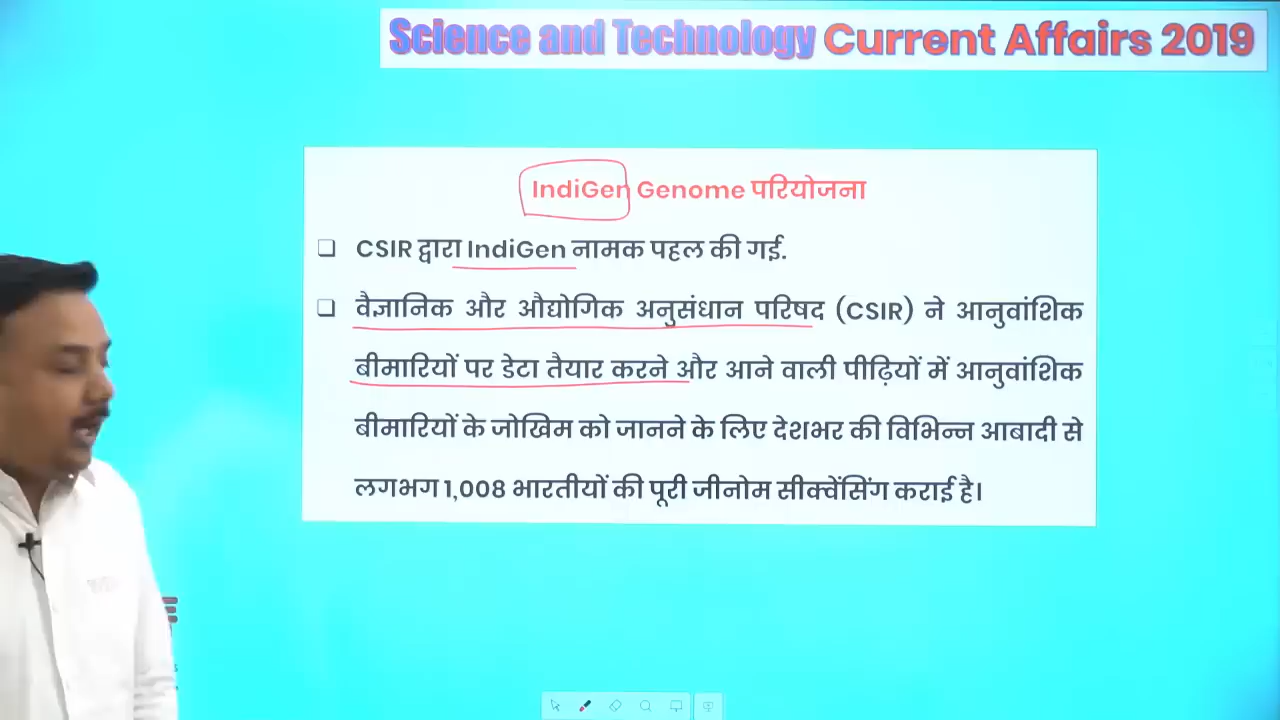 Science and Technology Current Affairs 2019
IndiGen Genome परियोजना
CSIR द्वारा IndiGen नामक पहल की गई.
वैज्ञानिक और औद्योगिक अनुसंधान परिषद (CSIR) ने आनुवांशिक
बीमारियों पर डेटा तैयार करने और आने वाली पीढ़ियों में आनुवांशिक
बीमारियों के जोखिम को जानने के लिए देशभर की विभिन्न आबादी से
लगभग 1,008 भारतीयों की पूरी जीनोम सीक्वेंसिंग कराई है।